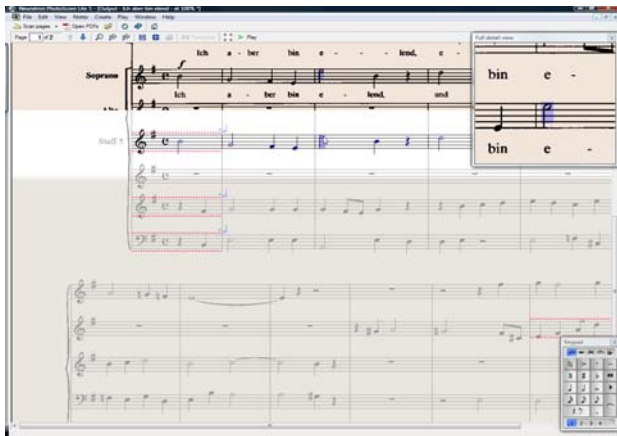 Neuratron PhotoScore Lite 5 - [Output - Ich aber bin elend - at 100% *]
File Edit View Notes Create Play Window Help
Scan pages Open PDFs
Page 1 of 2 Play
Full detail view
Ich a - ber bin e - - lend, e -
Soprano
Ich a - ber bin e - lend, und
Alto
bin e -
Staff 5
bin e -
Keypad